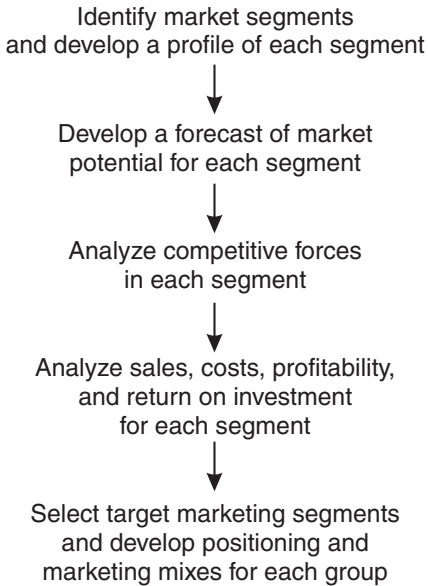 Identify market segments
and develop a profile of each segment
Develop a forecast of market
potential for each segment
Analyze competitive forces
in each segment
Analyze sales, costs, profitability,
and return on investment
for each segment
Select target marketing segments
and develop positioning and
marketing mixes for each group